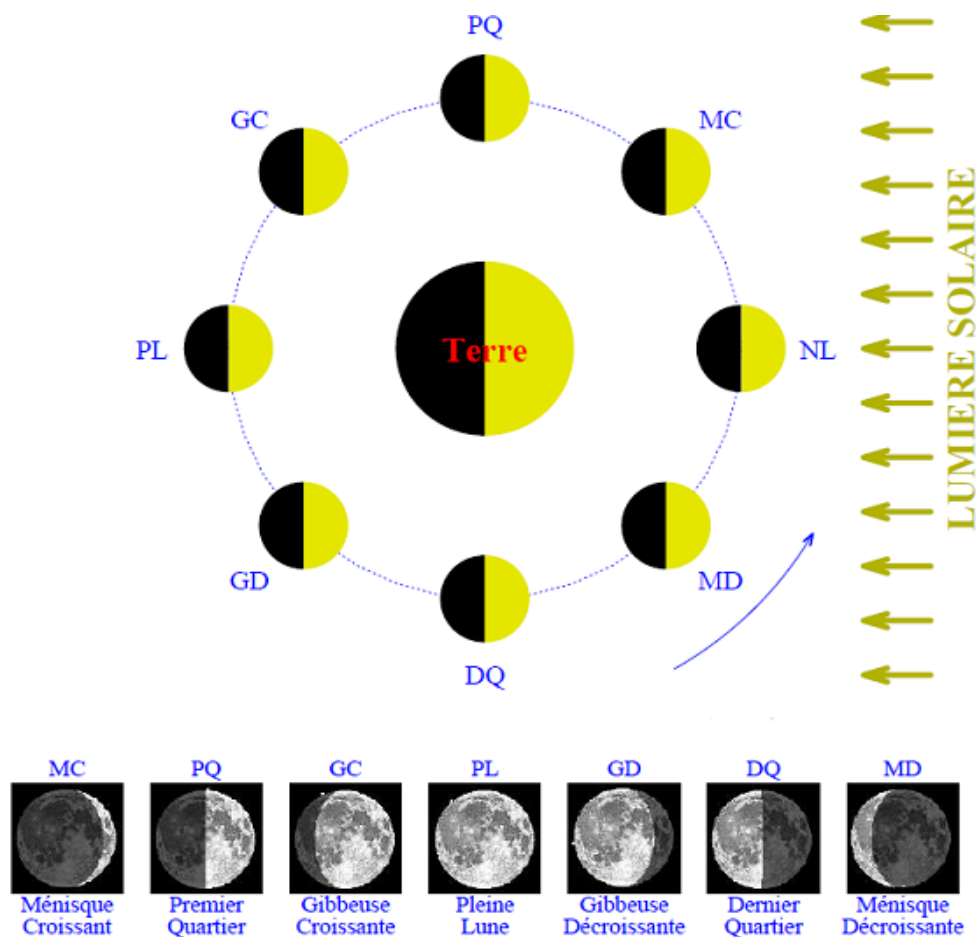 PQ
GC
MC
LUMIERE SOLAIRE
PL
Terre
NL
GD
MD
DQ
MC PQ GC PL GD DQ MD
Ménisque Premier Gibbeuse Pleine Gibbeuse Dernier Ménisque
Croissant Quartier Croissante Lune Décroissante Quartier Décroissante